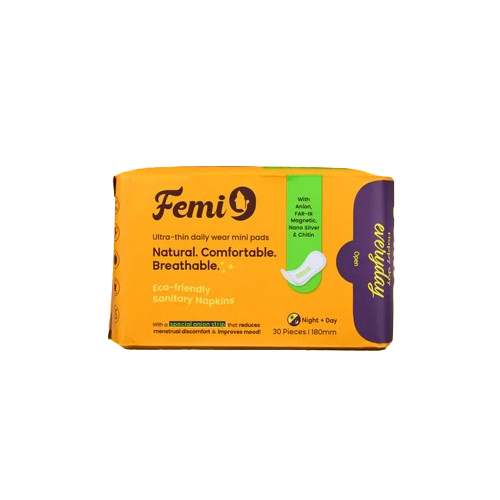 Femi9
Ultra-thin daily wear mini pads
Natural. Comfortable.
Breathable.
Eco-friendly
Sanitary Napkins
With a special anion strip that reduces
menstrual discomfort & improves mood!
With
Anion,
FAR-IR
Magnetic,
Nano Silver
& Chitin
Night + Day
30 Pieces | 180mm
Open
everyday